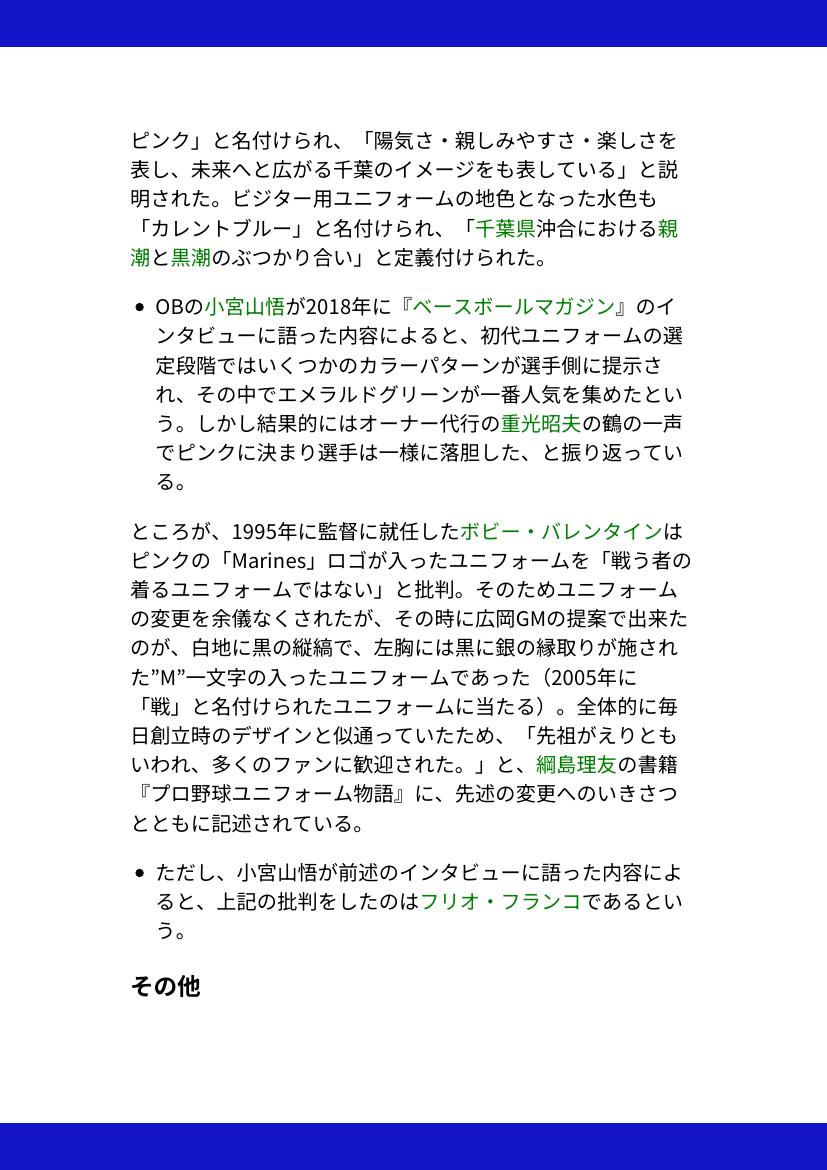 ピンク」と名付けられ、「陽気さ・親しみやすさ・楽しさを
表し、未来へと広がる千葉のイメージをも表している」と説
明された。ビジター用ユニフォームの地色となった水色も
「カレントブルー」と名付けられ、「千葉県沖合における親
潮と黒潮のぶつかり合い」と定義付けられた。
• OBの小宮山悟が2018年に『ベースボールマガジン』のイ
ンタビューに語った内容によると、初代ユニフォームの選
定段階ではいくつかのカラーパターンが選手側に提示さ
れ、その中でエメラルドグリーンが一番人気を集めたとい
う。しかし結果的にはオーナー代行の重光昭夫の鶴の一声
でピンクに決まり選手は一様に落胆した、と振り返ってい
る。
ところが、1995年に監督に就任したボビー・バレンタインは
ピンクの「Marines」ロゴが入ったユニフォームを「戦う者の
着るユニフォームではない」と批判。そのためユニフォーム
の変更を余儀なくされたが、その時に広岡GMの提案で出来た
のが、白地に黒の縦縞で、左胸には黒に銀の縁取りが施され
た”M”一文字の入ったユニフォームであった（2005年に
「戦」と名付けられたユニフォームに当たる）。全体的に毎
日創立時のデザインと似通っていたため、「先祖がえりとも
いわれ、多くのファンに歓迎された。」と、綱島理友の書籍
『プロ野球ユニフォーム物語』に、先述の変更へのいきさつ
とともに記述されている。
• ただし、小宮山悟が前述のインタビューに語った内容によ
ると、上記の批判をしたのはフリオ・フランコであるとい
う。
その他